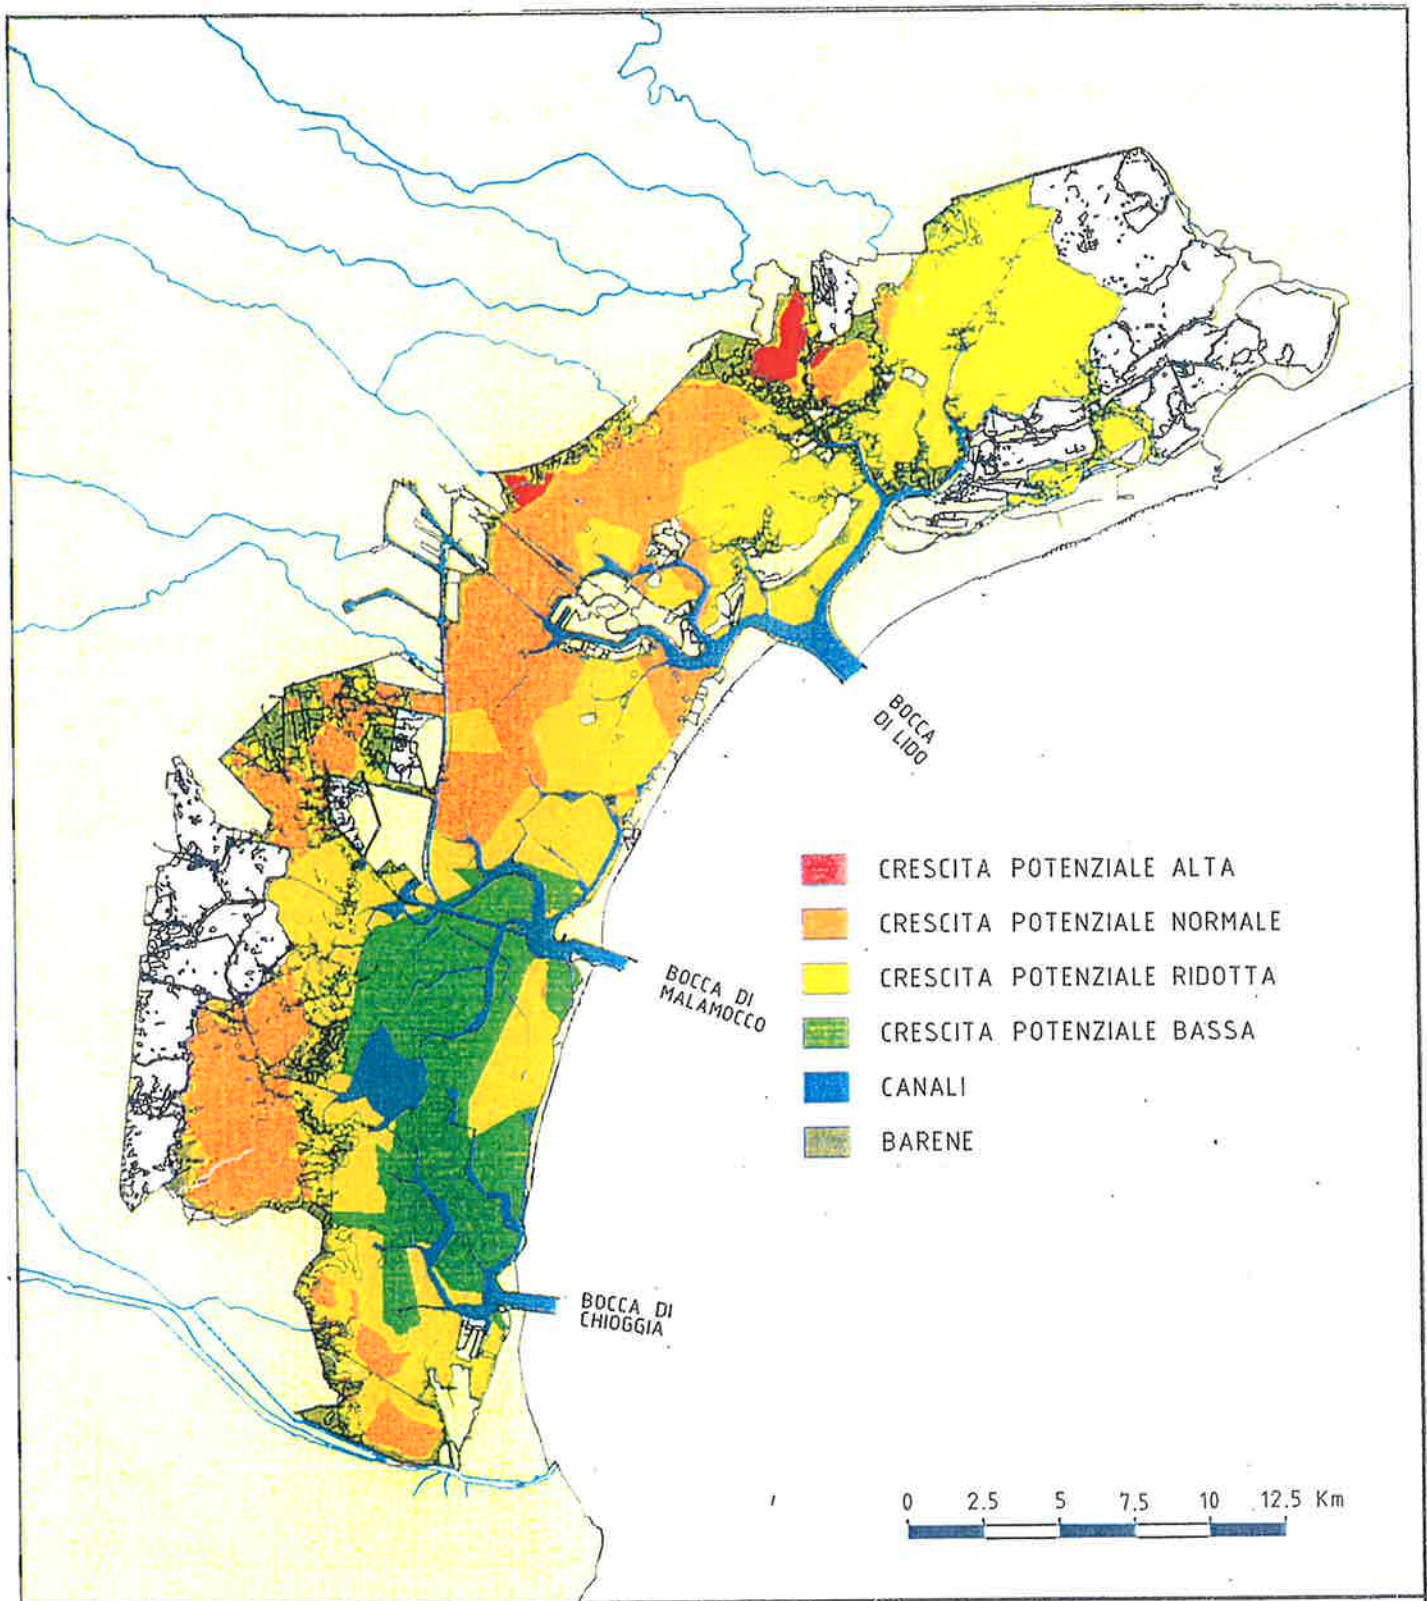 BOCCA
DI LIDO
CRESCITA POTENZIALE ALTA
CRESCITA POTENZIALE NORMALE
BOCCA DI
MALAMOCCO
CRESCITA POTENZIALE RIDOTTA
CRESCITA POTENZIALE BASSA
CANALI
BARENE
BOCCA DI
CHIOGGIA
0 2.5 5 7.5 10 12.5 Km